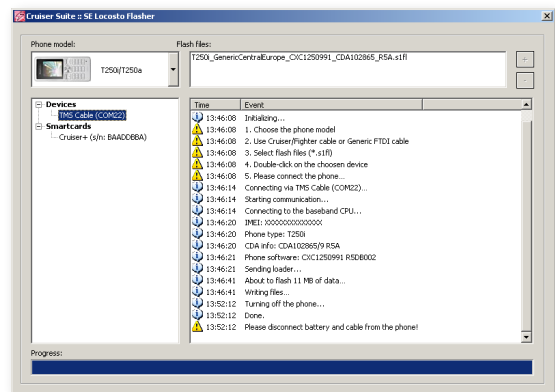 Cruiser Suite :: SE Locosto Flasher
Phone model:
Flash files:
T250i/T250a
T250i_GenericCentralEurope_CXC1250991_CDA102865_R5A.s1fl
+
-
Devices
TMS Cable (COM22)
Smartcards
Cruiser+ (s/n: BAADDBBA)
Time Event
13:46:08 Initializing...
13:46:08 1. Choose the phone model
13:46:08 2. Use Cruiser/Fighter cable or Generic FTDI cable
13:46:08 3. Select flash files (*.s1fl)
13:46:08 4. Double-click on the choosen device
13:46:08 5. Please connect the phone...
13:46:14 Connecting via TMS Cable (COM22)...
13:46:14 Starting communication...
13:46:14 Connecting to the baseband CPU...
13:46:20 IMEI: XXXXXXXXXXXXXX
13:46:20 Phone type: T250i
13:46:20 CDA info: CDA102865/9 R5A
13:46:21 Phone software: CXC1250991 R5DB002
13:46:21 Sending loader...
13:46:41 About to flash 11 MB of data...
13:46:41 Writing files...
13:52:12 Turning off the phone...
13:52:12 Done.
13:52:12 Please disconnect battery and cable from the phone!
Progress: